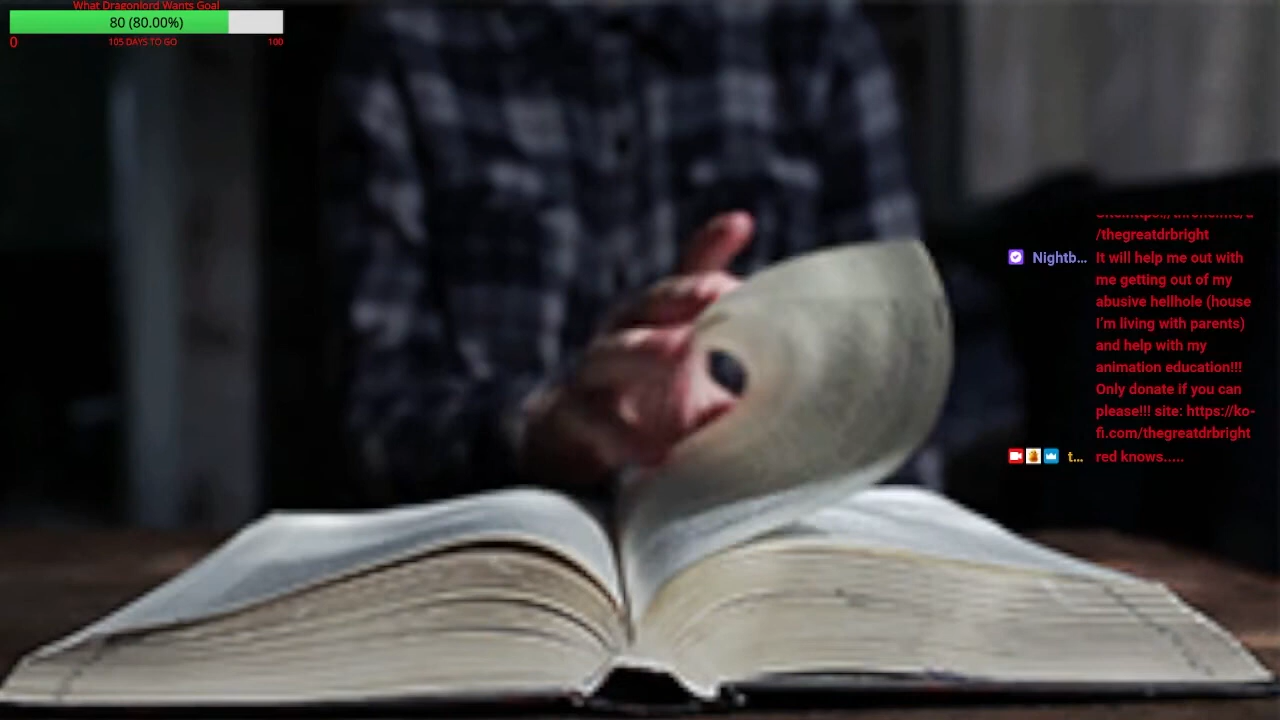 What Dragonlord Wants Goal
80 (80.00%)
0
105 DAYS TO GO
100
/thegreatdrbright
Nightb... It will help me out with
me getting out of my
abusive hellhole (house
I'm living with parents)
and help with my
animation education!!!
Only donate if you can
please!!! site: https://ko-
fi.com/thegreatdrbright
t... red knows.....